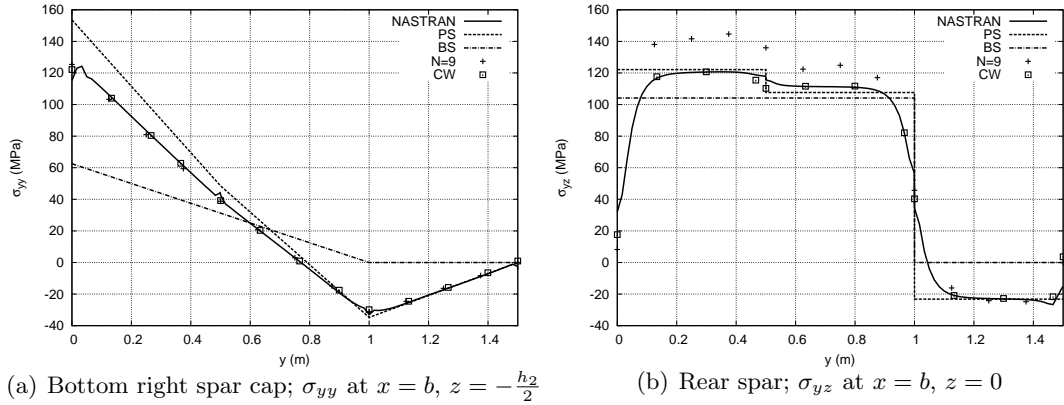 160
140
120
100
80
60
40
20
0
-20
-40
0 0.2 0.4 0.6 0.8 1 1.2 1.4
σyy (MPa)
y (m)
NASTRAN
PS
BS
N=9
CW
(a) Bottom right spar cap; σyy at x = b, z = −h2/2
160
140
120
100
80
60
40
20
0
-20
-40
0 0.2 0.4 0.6 0.8 1 1.2 1.4
σyz (MPa)
y (m)
NASTRAN
PS
BS
N=9
CW
(b) Rear spar; σyz at x = b, z = 0